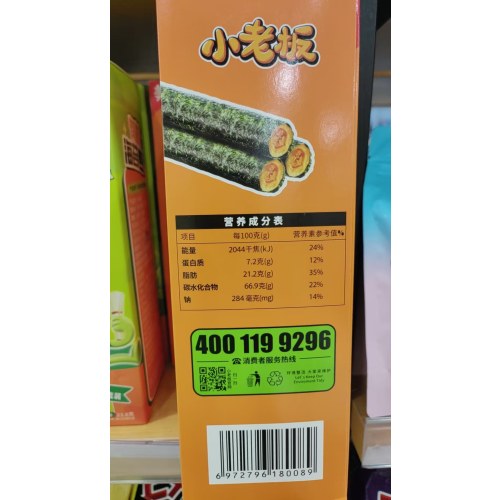 小老板
营养成分表
项目 每100克(g) 营养素参考值%
能量 2044千焦(kJ) 24%
蛋白质 7.2克(g) 12%
脂肪 21.2克(g) 35%
碳水化合物 66.9克(g) 22%
钠 284 毫克(mg) 14%
400 119 9296
消费者服务热线
6972796180089